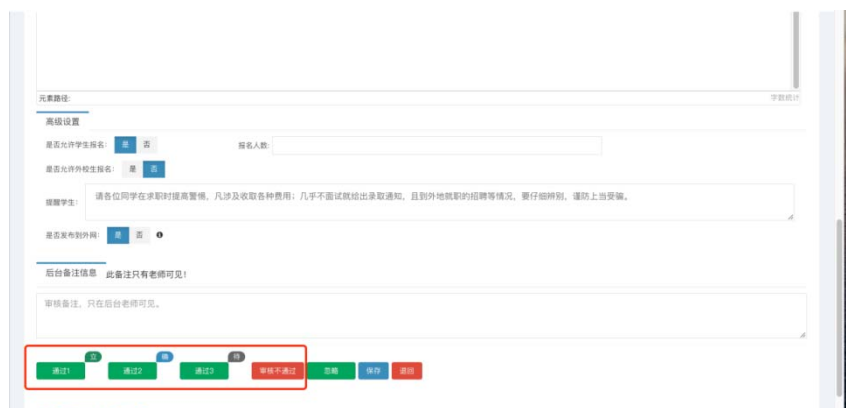 元素路径:
字数统计
高级设置
是否允许学生报名: 是 否 报名人数:
是否允许外校生报名: 是 否
提醒学生: 请各位同学在求职时提高警惕，凡涉及收取各种费用；几乎不面试就给出录取通知，且到外地就职的招聘等情况，要仔细辨别，谨防上当受骗。
是否发布到外网: 是 否
后台备注信息 此备注只有老师可见！
审核备注，只在后台老师可见。
立 确 待
通过1 通过2 通过3 审核不通过 忽略 保存 退回